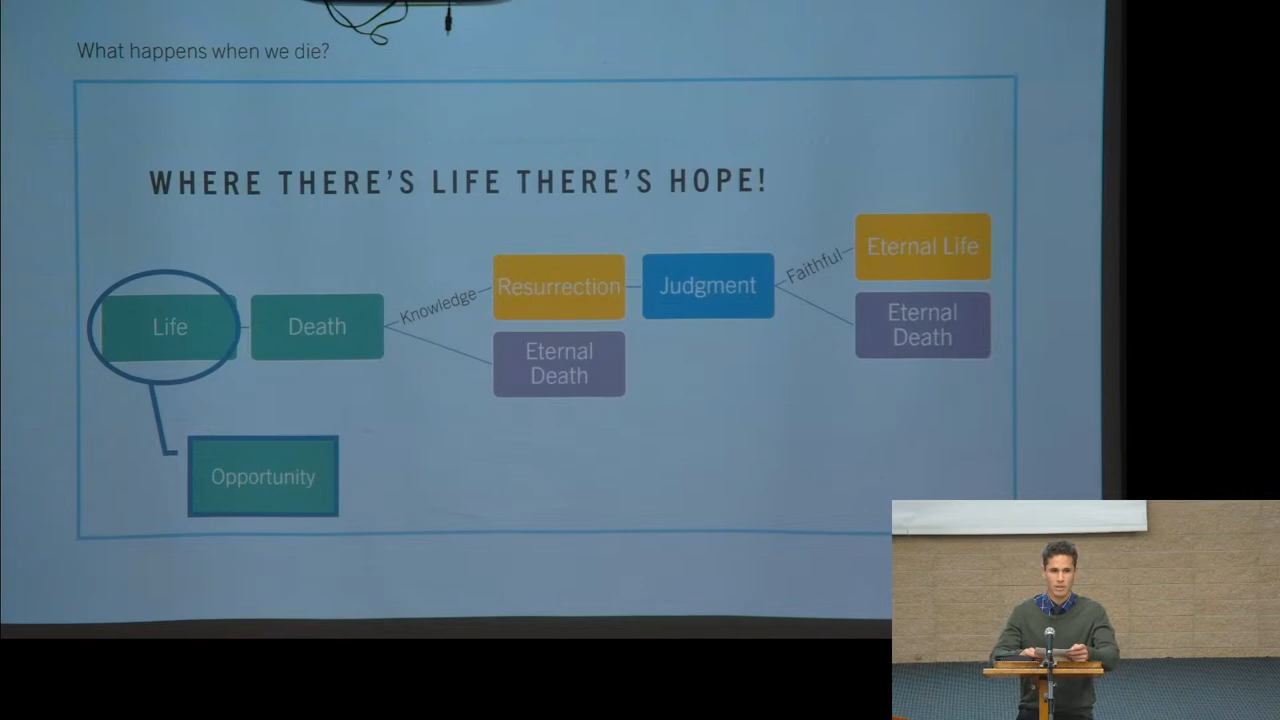 What happens when we die?
WHERE THERE'S LIFE THERE'S HOPE!
Life
Death
Knowledge
Resurrection
Eternal
Death
Judgment
Faithful
Eternal Life
Eternal
Death
Opportunity